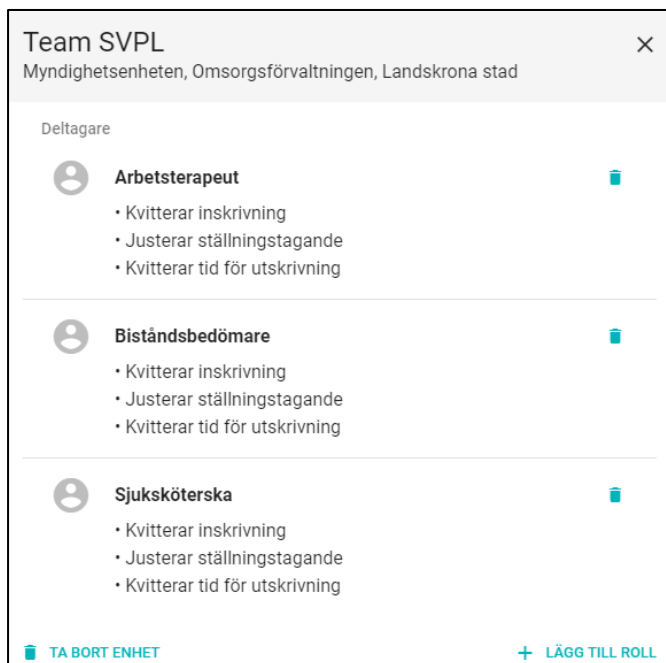 Team SVPL
Myndighetsenheten, Omsorgsförvaltningen, Landskrona stad
Deltagare
Arbetsterapeut
• Kvitterar inskrivning
• Justerar ställningstagande
• Kvitterar tid för utskrivning
Biståndsbedömare
• Kvitterar inskrivning
• Justerar ställningstagande
• Kvitterar tid för utskrivning
Sjuksköterska
• Kvitterar inskrivning
• Justerar ställningstagande
• Kvitterar tid för utskrivning
TA BORT ENHET
LÄGG TILL ROLL